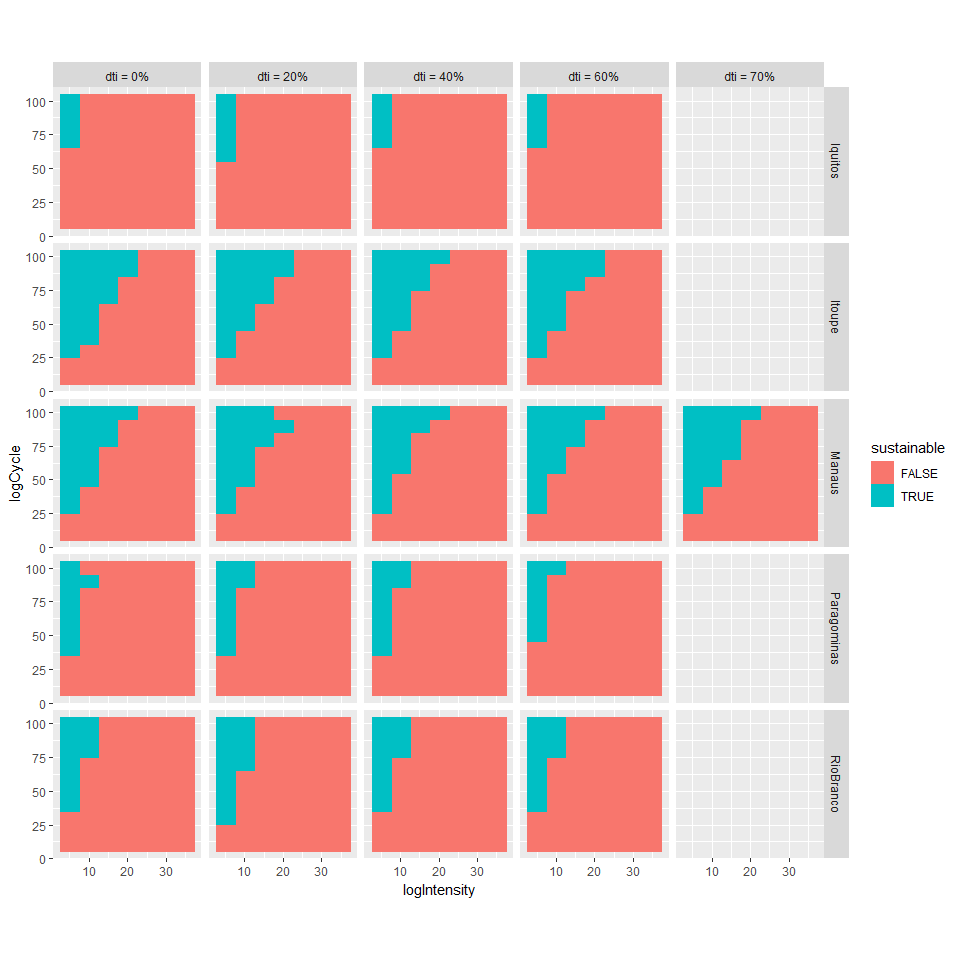 dti = 0% dti = 20% dti = 40% dti = 60% dti = 70%
100
75
50
25
0
Iquitos
100
75
50
25
0
Itoupe
100
75
50
25
0
Manaus
100
75
50
25
0
Paragominas
100
75
50
25
0
RioBranco
logCycle
10 20 30 10 20 30 10 20 30 10 20 30 10 20 30
logIntensity
sustainable
FALSE
TRUE